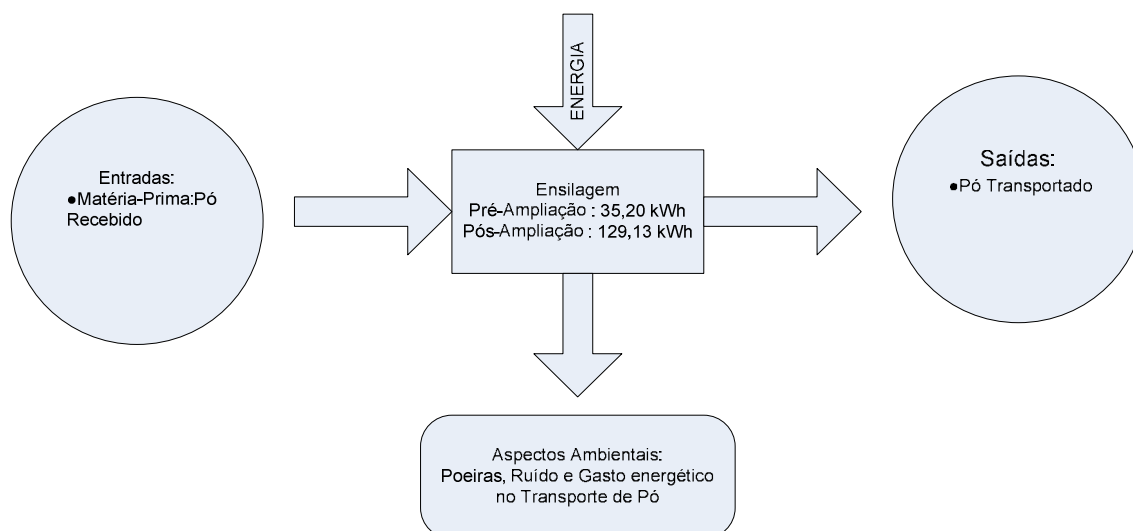 ENERGIA
Entradas:
●Matéria-Prima:Pó
Recebido
Ensilagem
Pré-Ampliação : 35,20 kWh
Pós-Ampliação : 129,13 kWh
Saídas:
●Pó Transportado
Aspectos Ambientais:
Poeiras, Ruído e Gasto energético
no Transporte de Pó